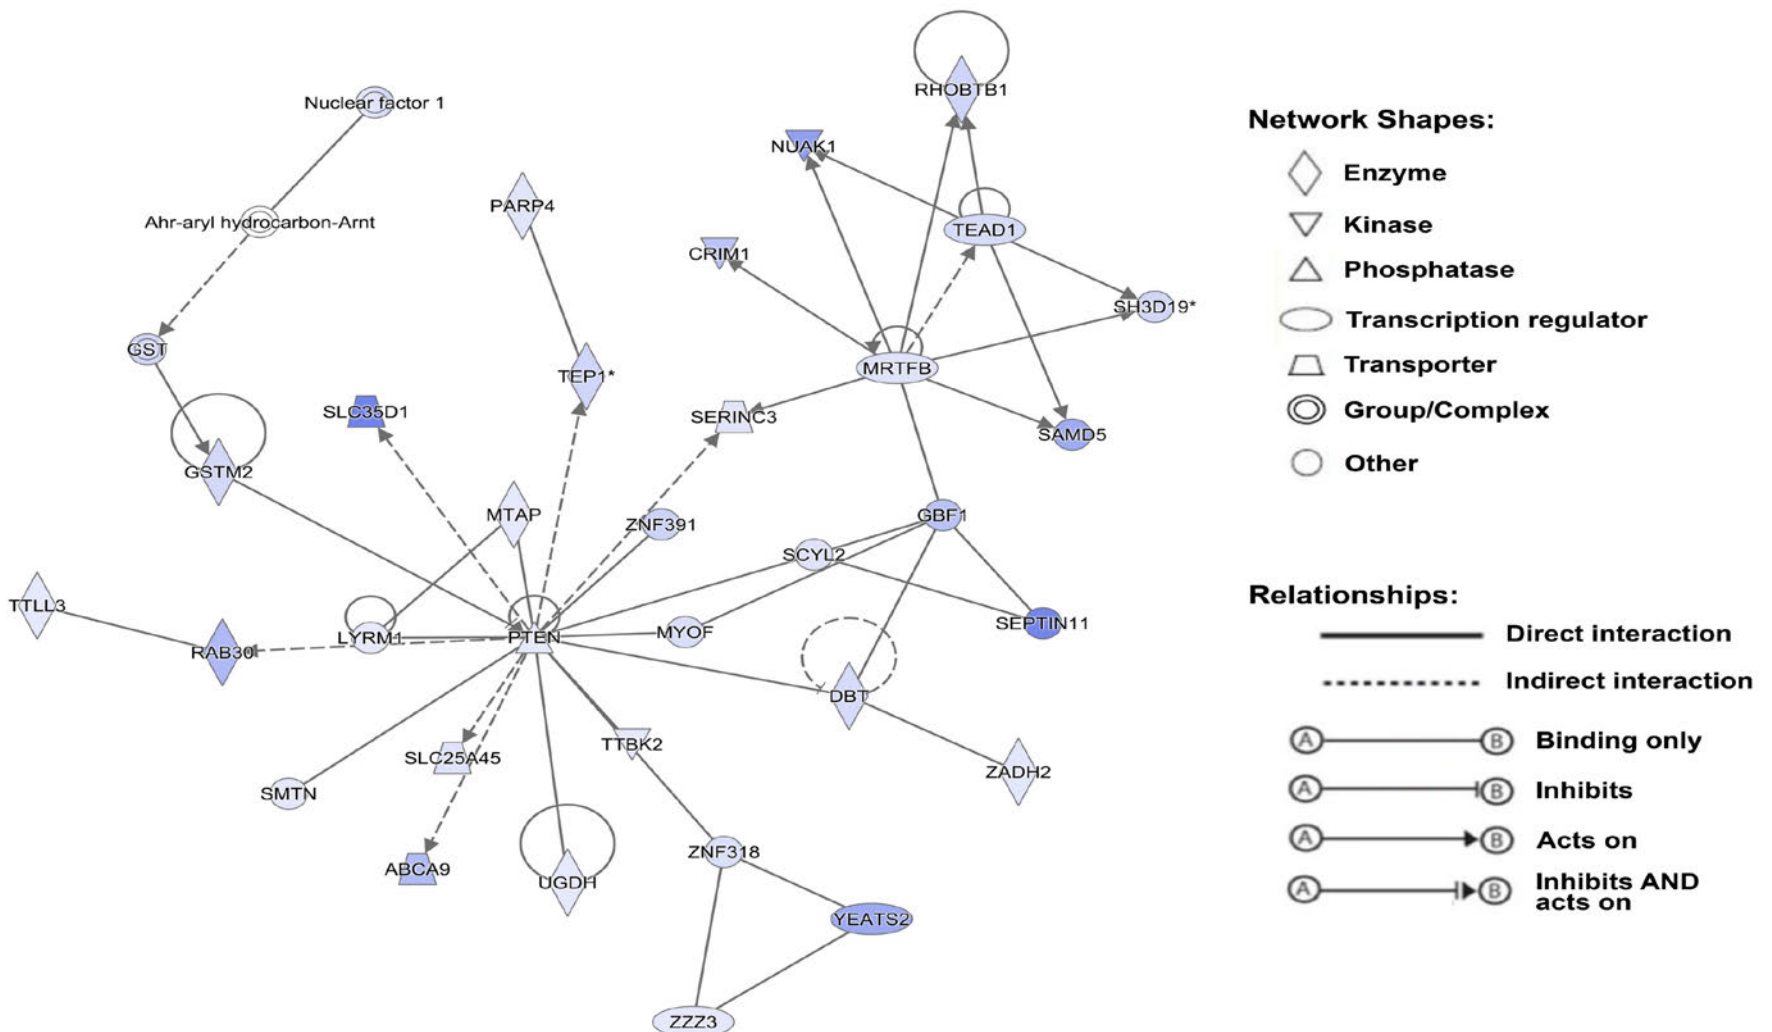 RHOBTB1
Nuclear factor 1
NUAK1
PARP4
Ahr-aryl hydrocarbon-Arnt
TEAD1
CRIM1
SH3D19*
GST
MRTFB
TEP1*
SLC35D1
SERINC3
SAMD5
GSTM2
MTAP
ZNF391
GBF1
SCYL2
TTLL3
SEPTIN11
LYRM1
PTEN
MYOF
RAB30
DBT
TTBK2
SLC25A45
ZADH2
SMTN
ZNF318
ABCA9
UGDH
YEATS2
ZZZ3
Network Shapes:
Enzyme
Kinase
Phosphatase
Transcription regulator
Transporter
Group/Complex
Other
Relationships:
Direct interaction
Indirect interaction
A B Binding only
A B Inhibits
A B Acts on
A B Inhibits AND
acts on